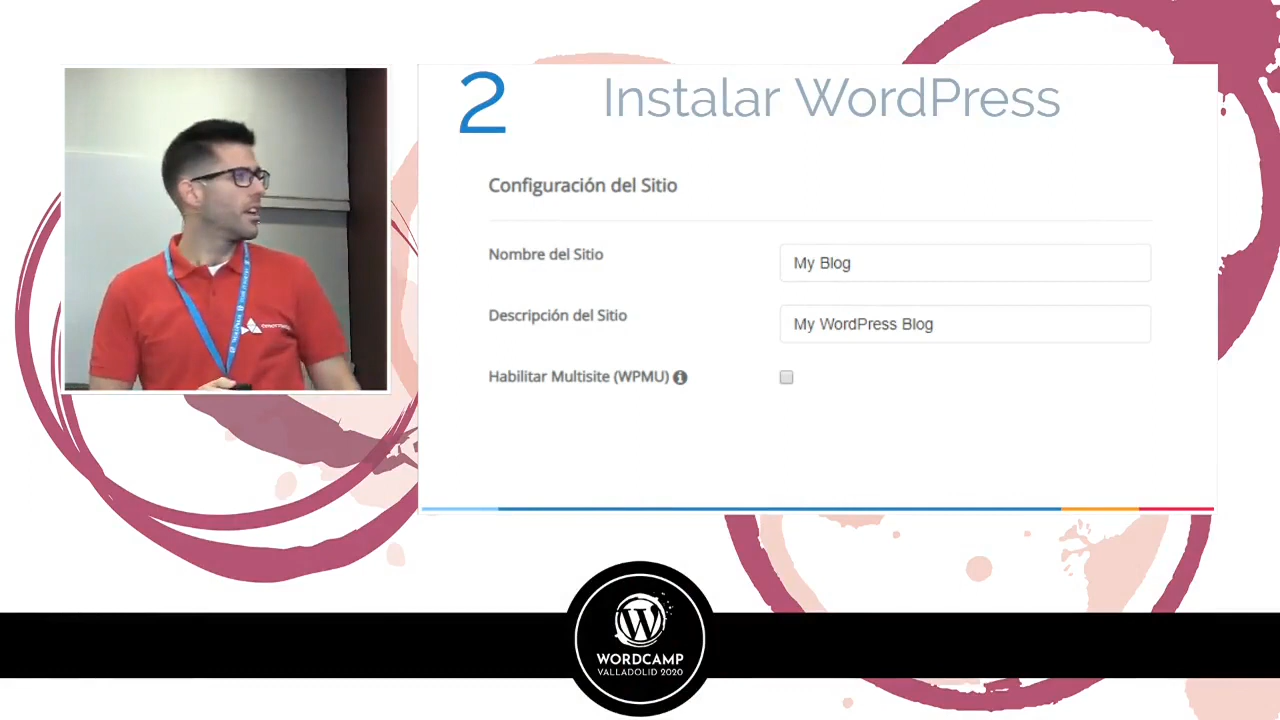 2
Instalar WordPress
Configuración del Sitio
Nombre del Sitio
My Blog
Descripción del Sitio
My WordPress Blog
Habilitar Multisite (WPMU)
WORDCAMP
VALLADOLID 2020